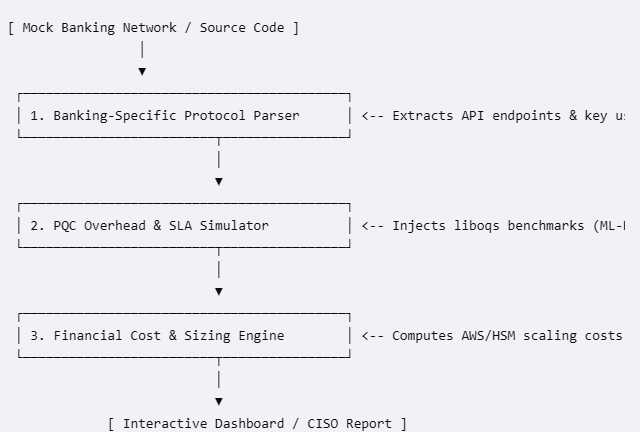 [ Mock Banking Network / Source Code ]
1. Banking-Specific Protocol Parser <-- Extracts API endpoints & key
2. PQC Overhead & SLA Simulator <-- Injects liboqs benchmarks
3. Financial Cost & Sizing Engine <-- Computes AWS/HSM scaling costs
[ Interactive Dashboard / CISO Report ]